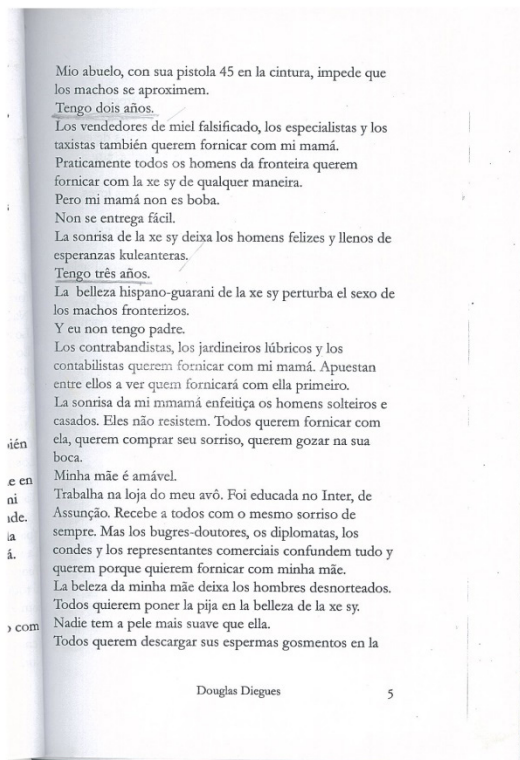 Mio abuelo, con sua pistola 45 en la cintura, impede que
los machos se aproximem.
Tengo dois años.
Los vendedores de miel falsificado, los especialistas y los
taxistas também querem fornicar com mi mamá.
Praticamente todos os homens da fronteira querem
fornicar com la xe sy de qualquer maneira.
Pero mi mamá non es boba.
Non se entrega fácil.
La sonrisa de la xe sy deixa los homens felizes y llenos de
esperanzas kuleanteras.
Tengo três años.
La belleza hispano-guarani de la xe sy perturba el sexo de
los machos fronterizos.
Y eu non tengo padre.
Los contrabandistas, los jardineiros lúbricos y los
contabilistas querem fornicar com mi mamá. Apuestan
entre ellos a ver quem fornicará com ella primeiro.
La sonrisa da mi mmamá enfeitiça os homens solteiros e
casados. Eles não resistem. Todos querem fornicar com
ela, querem comprar seu sorriso, querem gozar na sua
boca.
Minha mãe é amável.
Trabalha na loja do meu avô. Foi educada no Inter, de
Assunção. Recebe a todos com o mesmo sorriso de
sempre. Mas los bugres-doutores, os diplomatas, los
condes y los representantes comerciais confundem tudo y
querem porque quierem fornicar com minha mãe.
La beleza da minha mãe deixa los hombres desnorteados.
Todos quierem poner la pija en la belleza de la xe sy.
Nadie tem a pele mais suave que ella.
Todos querem descargar sus espermas gosmentos en la
Douglas Diegues
5
ién
e en
ni
de.
la
á.
com